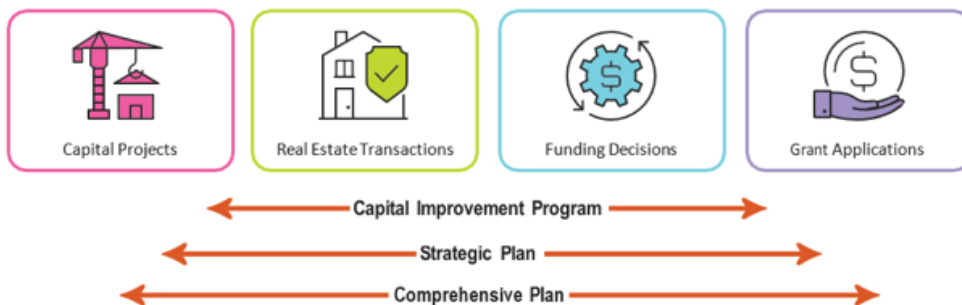 Capital Projects
Real Estate Transactions
Funding Decisions
Grant Applications
Capital Improvement Program
Strategic Plan
Comprehensive Plan